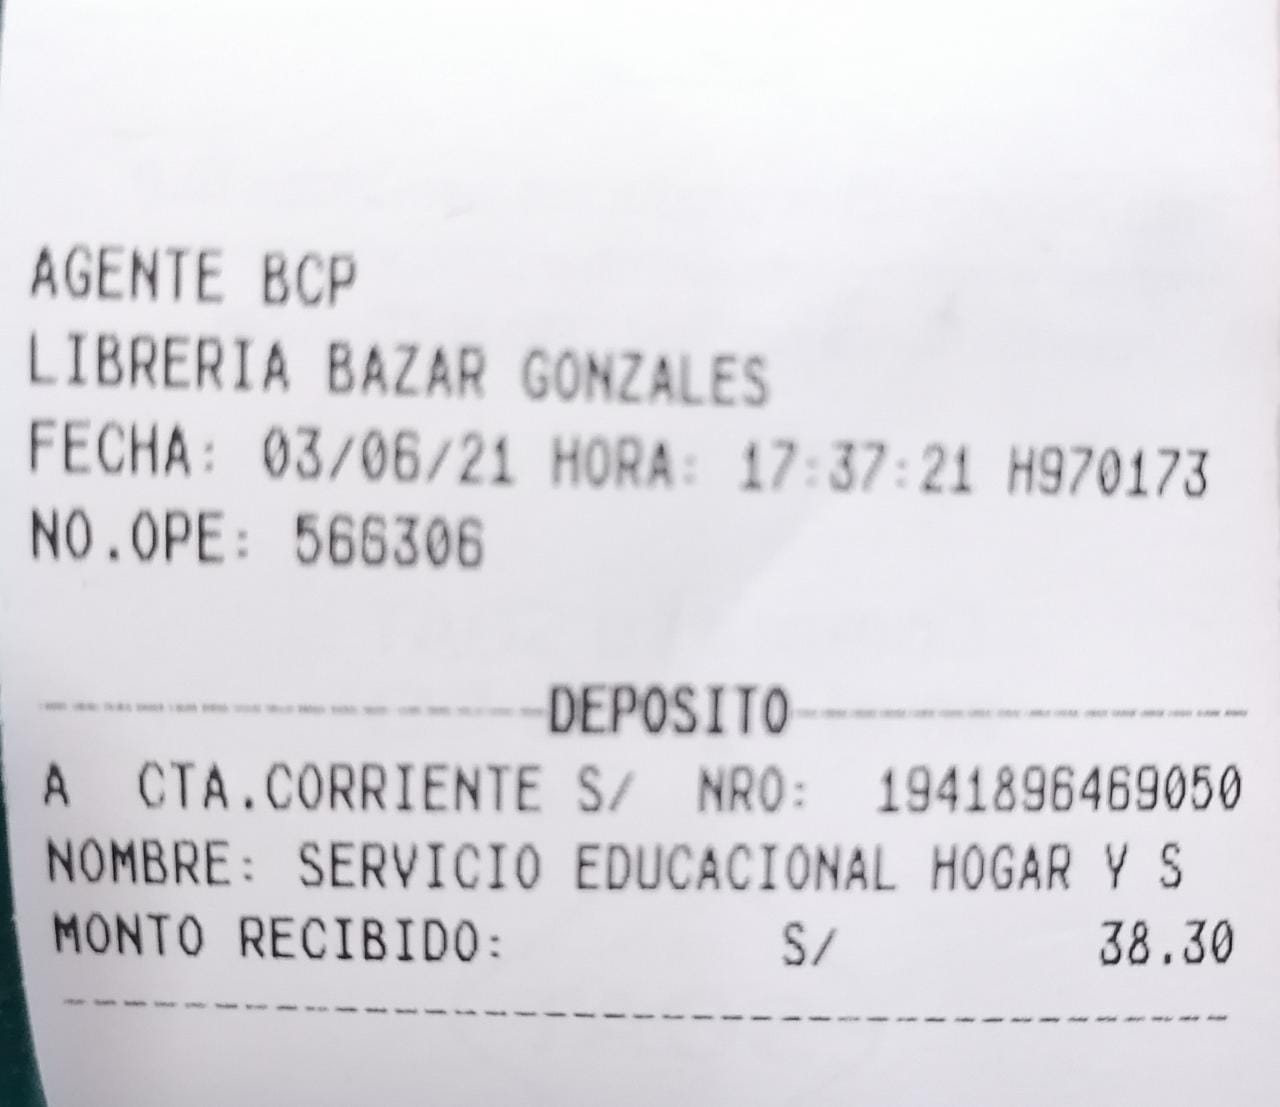 AGENTE BCP
LIBRERIA BAZAR GONZALES
FECHA: 03/06/21 HORA: 17:37:21 H970173
NO.OPE: 566306
DEPOSITO
A CTA.CORRIENTE S/ NRO: 1941896469050
NOMBRE: SERVICIO EDUCACIONAL HOGAR Y S
MONTO RECIBIDO: S/ 38.30